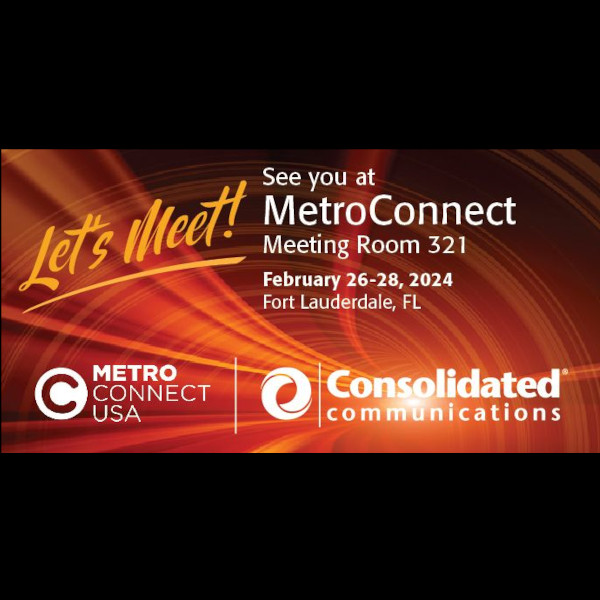 Let's Meet!
See you at
MetroConnect
Meeting Room 321
February 26-28, 2024
Fort Lauderdale, FL
C METRO
CONNECT
USA
Consolidated®
communications